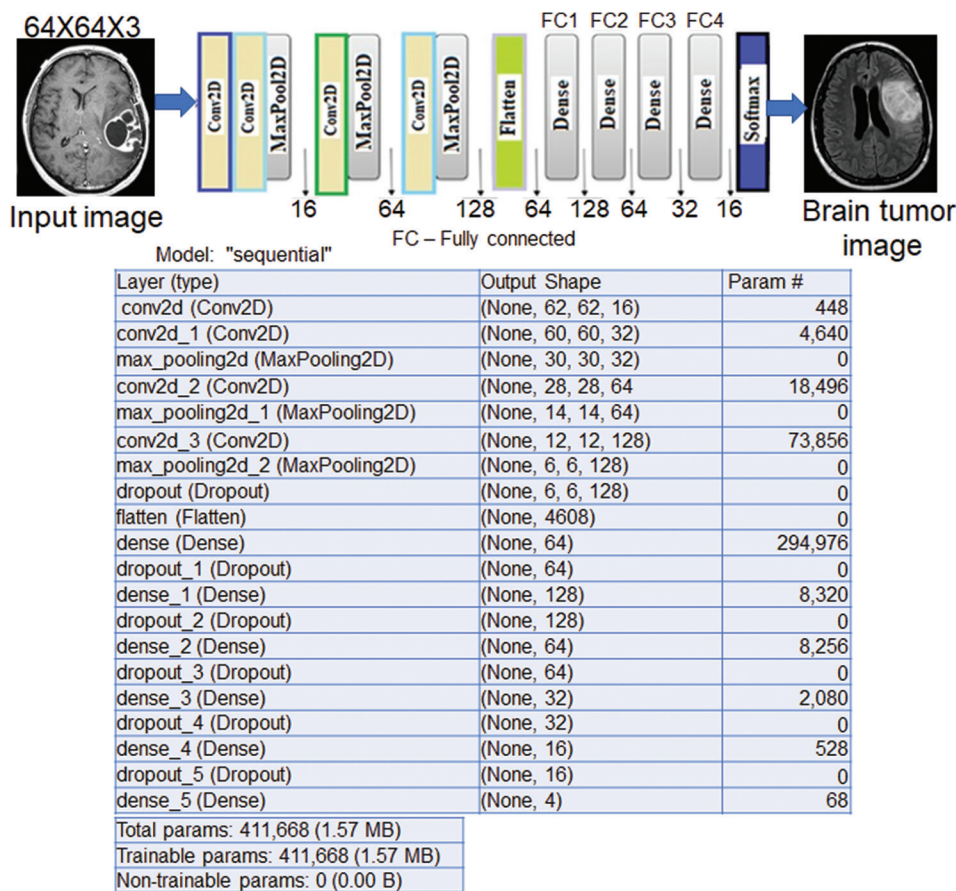 64X64X3
FC1 FC2 FC3 FC4
Conv2D
Conv2D
MaxPool2D
Conv2D
MaxPool2D
Conv2D
MaxPool2D
Flatten
Dense
Dense
Dense
Dense
Softmax
16 64 128 64 128 64 32 16
Input image
Brain tumor
image
FC – Fully connected
Model: "sequential"
Layer (type) Output Shape Param #
conv2d (Conv2D) (None, 62, 62, 16) 448
conv2d_1 (Conv2D) (None, 60, 60, 32) 4,640
max_pooling2d (MaxPooling2D) (None, 30, 30, 32) 0
conv2d_2 (Conv2D) (None, 28, 28, 64 18,496
max_pooling2d_1 (MaxPooling2D) (None, 14, 14, 64) 0
conv2d_3 (Conv2D) (None, 12, 12, 128) 73,856
max_pooling2d_2 (MaxPooling2D) (None, 6, 6, 128) 0
dropout (Dropout) (None, 6, 6, 128) 0
flatten (Flatten) (None, 4608) 0
dense (Dense) (None, 64) 294,976
dropout_1 (Dropout) (None, 64) 0
dense_1 (Dense) (None, 128) 8,320
dropout_2 (Dropout) (None, 128) 0
dense_2 (Dense) (None, 64) 8,256
dropout_3 (Dropout) (None, 64) 0
dense_3 (Dense) (None, 32) 2,080
dropout_4 (Dropout) (None, 32) 0
dense_4 (Dense) (None, 16) 528
dropout_5 (Dropout) (None, 16) 0
dense_5 (Dense) (None, 4) 68
Total params: 411,668 (1.57 MB)
Trainable params: 411,668 (1.57 MB)
Non-trainable params: 0 (0.00 B)